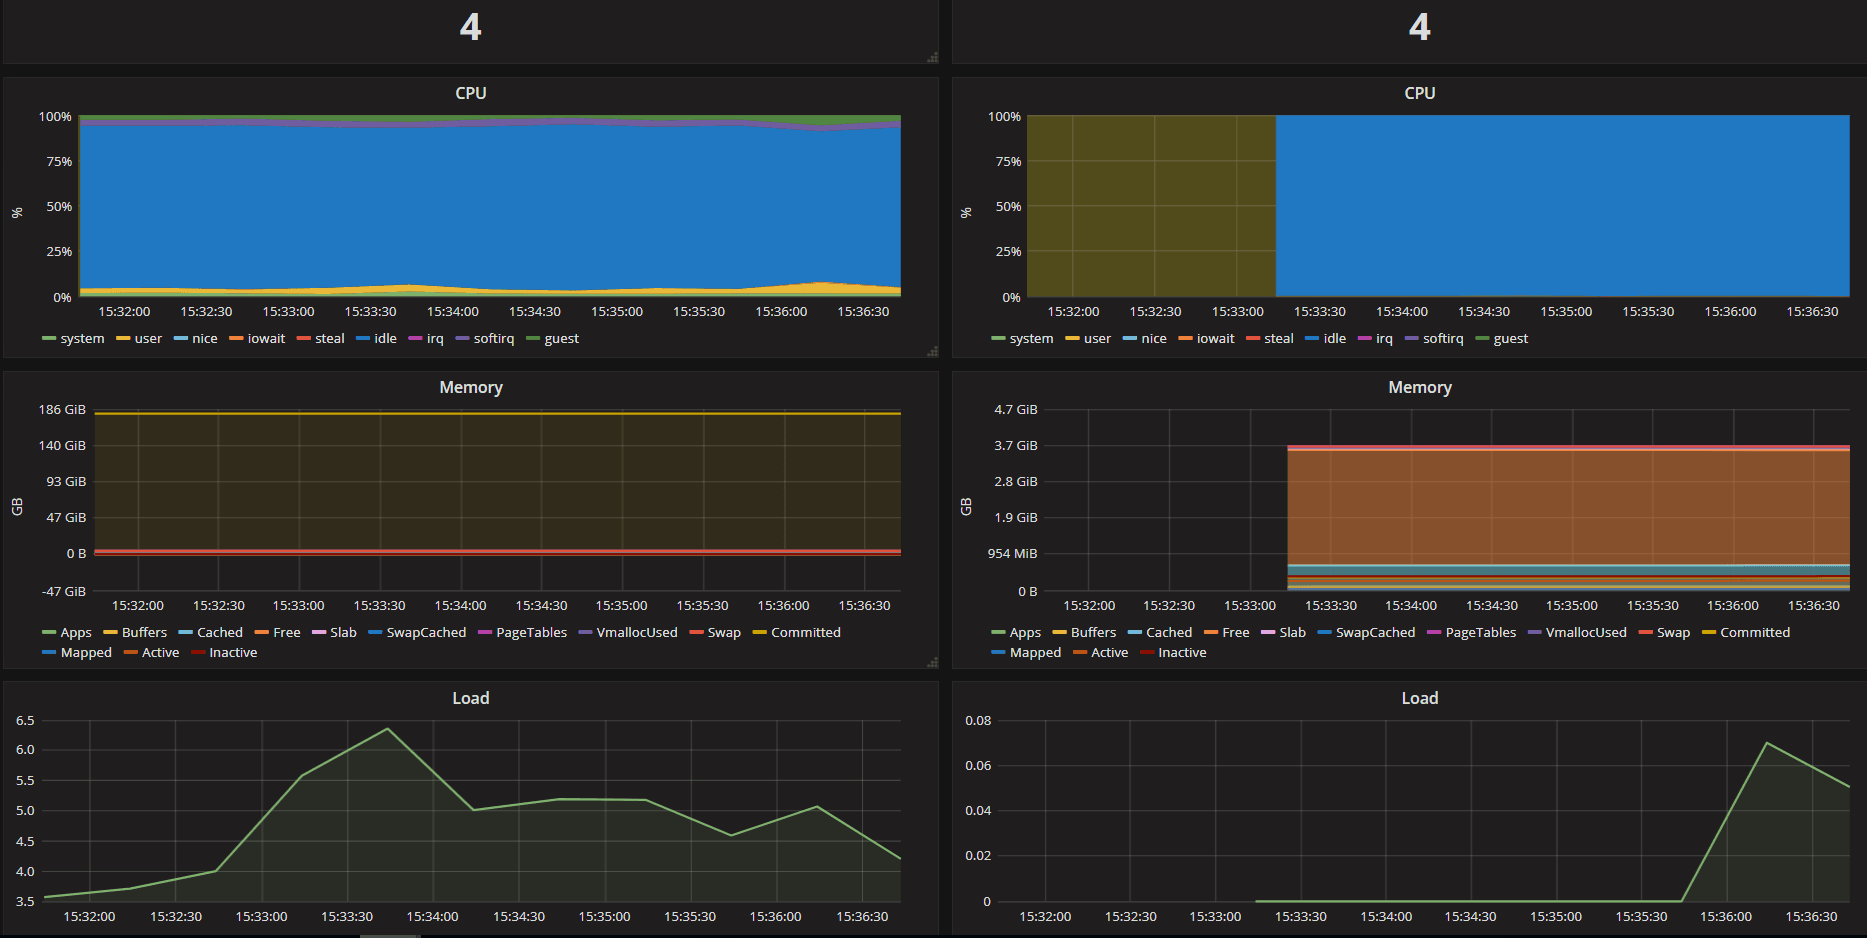 4
4
CPU
100%
75%
50%
25%
0%
%
15:32:00 15:32:30 15:33:00 15:33:30 15:34:00 15:34:30 15:35:00 15:35:30 15:36:00 15:36:30
system user nice iowait steal idle irq softirq guest
CPU
100%
75%
50%
25%
0%
%
15:32:00 15:32:30 15:33:00 15:33:30 15:34:00 15:34:30 15:35:00 15:35:30 15:36:00 15:36:30
system user nice iowait steal idle irq softirq guest
Memory
186 GiB
140 GiB
93 GiB
47 GiB
0 B
-47 GiB
GB
15:32:00 15:32:30 15:33:00 15:33:30 15:34:00 15:34:30 15:35:00 15:35:30 15:36:00 15:36:30
Apps Buffers Cached Free Slab SwapCached PageTables VmallocUsed Swap Committed
Mapped Active Inactive
Memory
4.7 GiB
3.7 GiB
2.8 GiB
1.9 GiB
954 MiB
0 B
GB
15:32:00 15:32:30 15:33:00 15:33:30 15:34:00 15:34:30 15:35:00 15:35:30 15:36:00 15:36:30
Apps Buffers Cached Free Slab SwapCached PageTables VmallocUsed Swap Committed
Mapped Active Inactive
Load
6.5
6.0
5.5
5.0
4.5
4.0
3.5
15:32:00 15:32:30 15:33:00 15:33:30 15:34:00 15:34:30 15:35:00 15:35:30 15:36:00 15:36:30
Load
0.08
0.06
0.04
0.02
0
15:32:00 15:32:30 15:33:00 15:33:30 15:34:00 15:34:30 15:35:00 15:35:30 15:36:00 15:36:30